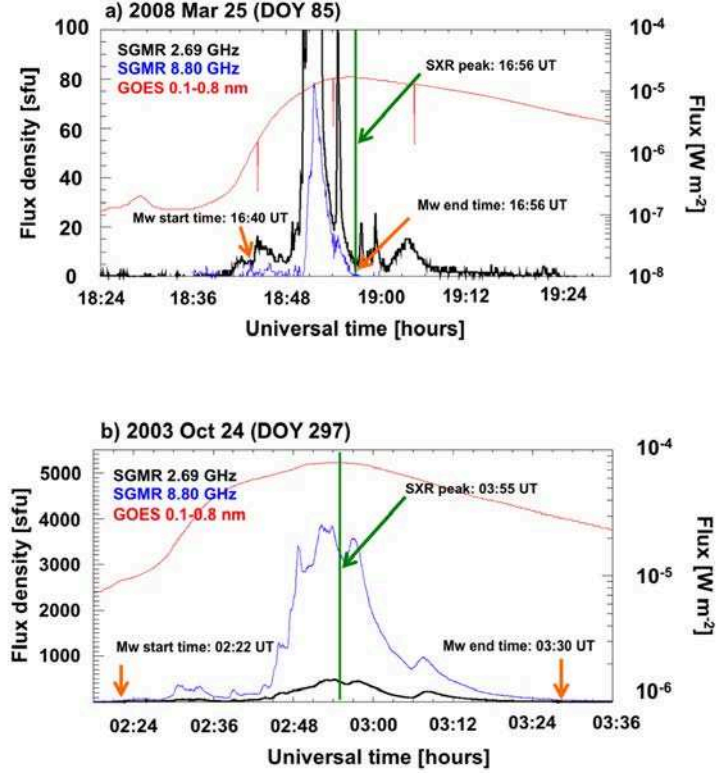 a) 2008 Mar 25 (DOY 85)
SGMR 2.69 GHz
SGMR 8.80 GHz
GOES 0.1-0.8 nm
SXR peak: 16:56 UT
Mw start time: 16:40 UT
Mw end time: 16:56 UT
Flux density [sfu]
100
80
60
40
20
0
Flux [W m-2]
10-4
10-5
10-6
10-7
10-8
18:24 18:36 18:48 19:00 19:12 19:24
Universal time [hours]
b) 2003 Oct 24 (DOY 297)
SGMR 2.69 GHz
SGMR 8.80 GHz
GOES 0.1-0.8 nm
SXR peak: 03:55 UT
Mw start time: 02:22 UT
Mw end time: 03:30 UT
Flux density [sfu]
5000
4000
3000
2000
1000
Flux [W m-2]
10-4
10-5
10-6
02:24 02:36 02:48 03:00 03:12 03:24 03:36
Universal time [hours]